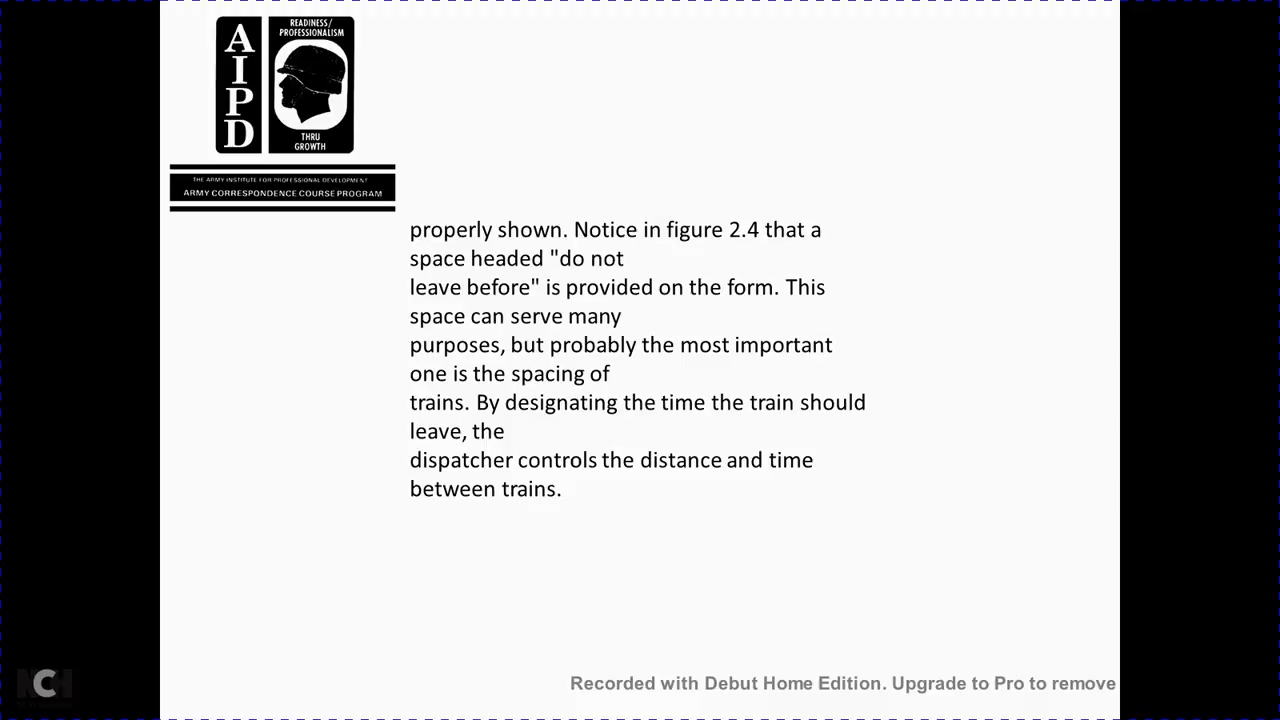 A
I
P
D
READINESS/
PROFESSIONALISM
THRU
GROWTH
THE ARMY INSTITUTE FOR PROFESSIONAL DEVELOPMENT
ARMY CORRESPONDENCE COURSE PROGRAM
properly shown. Notice in figure 2.4 that a
space headed "do not
leave before" is provided on the form. This
space can serve many
purposes, but probably the most important
one is the spacing of
trains. By designating the time the train should
leave, the
dispatcher controls the distance and time
between trains.
NCH
Recorded with Debut Home Edition. Upgrade to Pro to remove